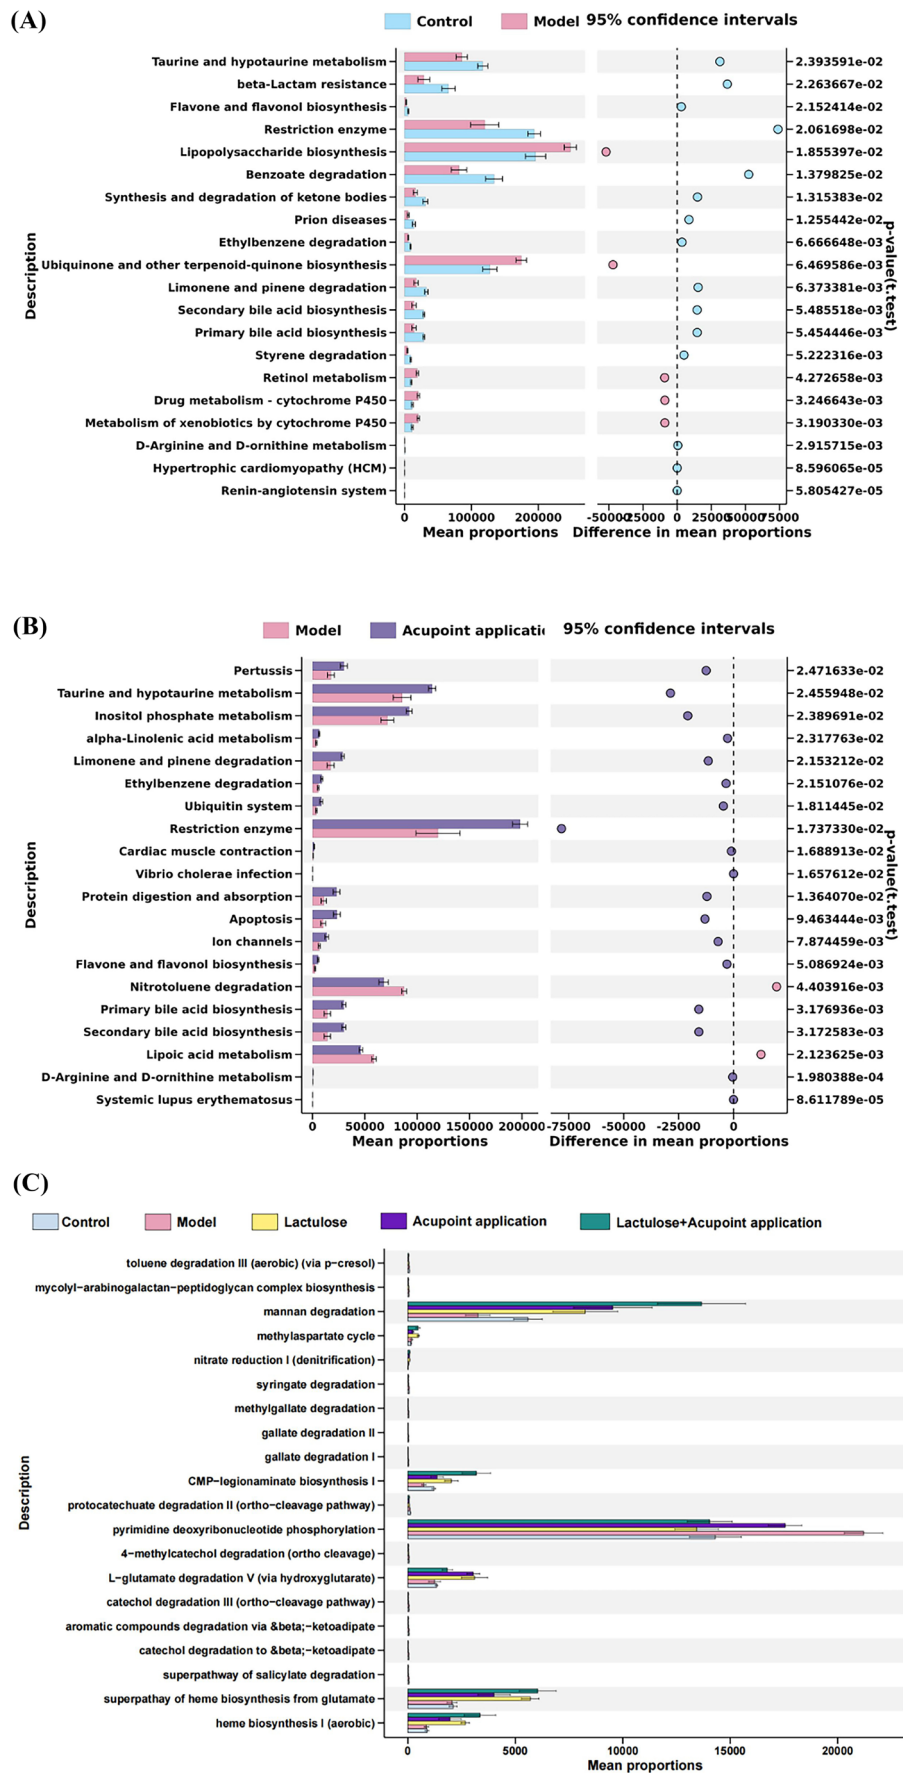 (A)
Control Model 95% confidence intervals
Taurine and hypotaurine metabolism 2.393591e-02
beta-Lactam resistance 2.263667e-02
Flavone and flavonol biosynthesis 2.152414e-02
Restriction enzyme 2.061698e-02
Lipopolysaccharide biosynthesis 1.855397e-02
Benzoate degradation 1.379825e-02
Synthesis and degradation of ketone bodies 1.315383e-02
Prion diseases 1.255442e-02
Ethylbenzene degradation 6.666648e-03
Ubiquinone and other terpenoid-quinone biosynthesis 6.469586e-03
Limonene and pinene degradation 6.373381e-03
Secondary bile acid biosynthesis 5.485518e-03
Primary bile acid biosynthesis 5.454446e-03
Styrene degradation 5.222316e-03
Retinol metabolism 4.272658e-03
Drug metabolism - cytochrome P450 3.246643e-03
Metabolism of xenobiotics by cytochrome P450 3.190330e-03
D-Arginine and D-ornithine metabolism 2.915715e-03
Hypertrophic cardiomyopathy (HCM) 8.596065e-05
Renin-angiotensin system 5.805427e-05
Description
p-value(t.test)
0 100000 200000 -50000 -25000 0 25000 50000 75000
Mean proportions Difference in mean proportions
(B)
Model Acupoint applicati 95% confidence intervals
Pertussis 2.471633e-02
Taurine and hypotaurine metabolism 2.455948e-02
Inositol phosphate metabolism 2.389691e-02
alpha-Linolenic acid metabolism 2.317763e-02
Limonene and pinene degradation 2.153212e-02
Ethylbenzene degradation 2.151076e-02
Ubiquitin system 1.811445e-02
Restriction enzyme 1.737330e-02
Cardiac muscle contraction 1.688913e-02
Vibrio cholerae infection 1.657612e-02
Protein digestion and absorption 1.364070e-02
Apoptosis 9.463444e-03
Ion channels 7.874459e-03
Flavone and flavonol biosynthesis 5.086924e-03
Nitrotoluene degradation 4.403916e-03
Primary bile acid biosynthesis 3.176936e-03
Secondary bile acid biosynthesis 3.172583e-03
Lipoic acid metabolism 2.123625e-03
D-Arginine and D-ornithine metabolism 1.980388e-04
Systemic lupus erythematosus 8.611789e-05
Description
p-value(t.test)
0 50000 100000 150000 200000 -75000 -50000 -25000 0
Mean proportions Difference in mean proportions
(C)
Control Model Lactulose Acupoint application Lactulose+Acupoint application
toluene degradation III (aerobic) (via p-cresol)
mycolyl-arabinogalactan-peptidoglycan complex biosynthesis
mannan degradation
methylaspartate cycle
nitrate reduction I (denitrification)
syringate degradation
methylgallate degradation
gallate degradation II
gallate degradation I
CMP-legionaminate biosynthesis I
protocatechuate degradation II (ortho-cleavage pathway)
pyrimidine deoxyribonucleotide phosphorylation
4-methylcatechol degradation (ortho cleavage)
L-glutamate degradation V (via hydroxyglutarate)
catechol degradation III (ortho-cleavage pathway)
aromatic compounds degradation via &beta;-ketoadipate
catechol degradation to &beta;-ketoadipate
superpathway of salicylate degradation
superpathay of heme biosynthesis from glutamate
heme biosynthesis I (aerobic)
Description
0 5000 10000 15000 20000
Mean proportions